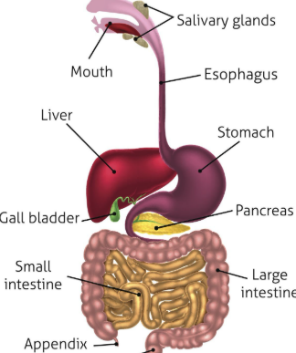 Salivary glands
Mouth
Esophagus
Liver
Stomach
Gall bladder
Pancreas
Small
intestine
Large
intestine
Appendix